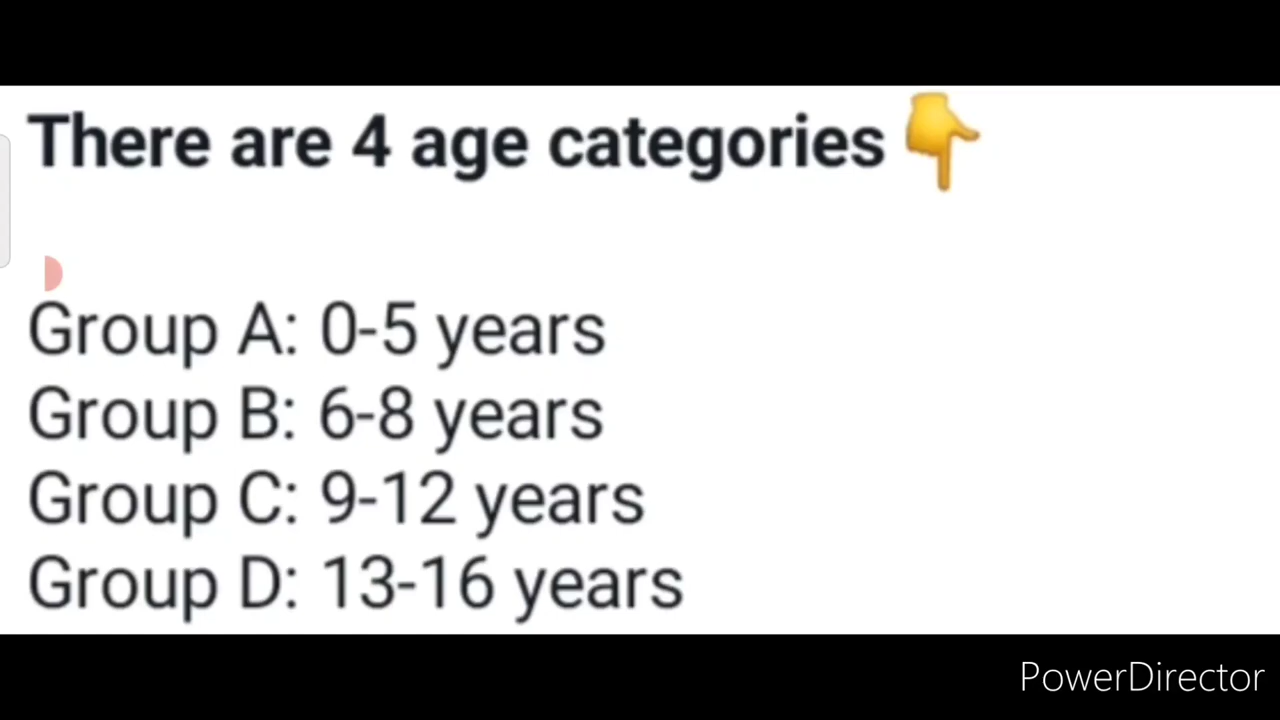 There are 4 age categories👇
Group A: 0-5 years
Group B: 6-8 years
Group C: 9-12 years
Group D: 13-16 years
PowerDirector